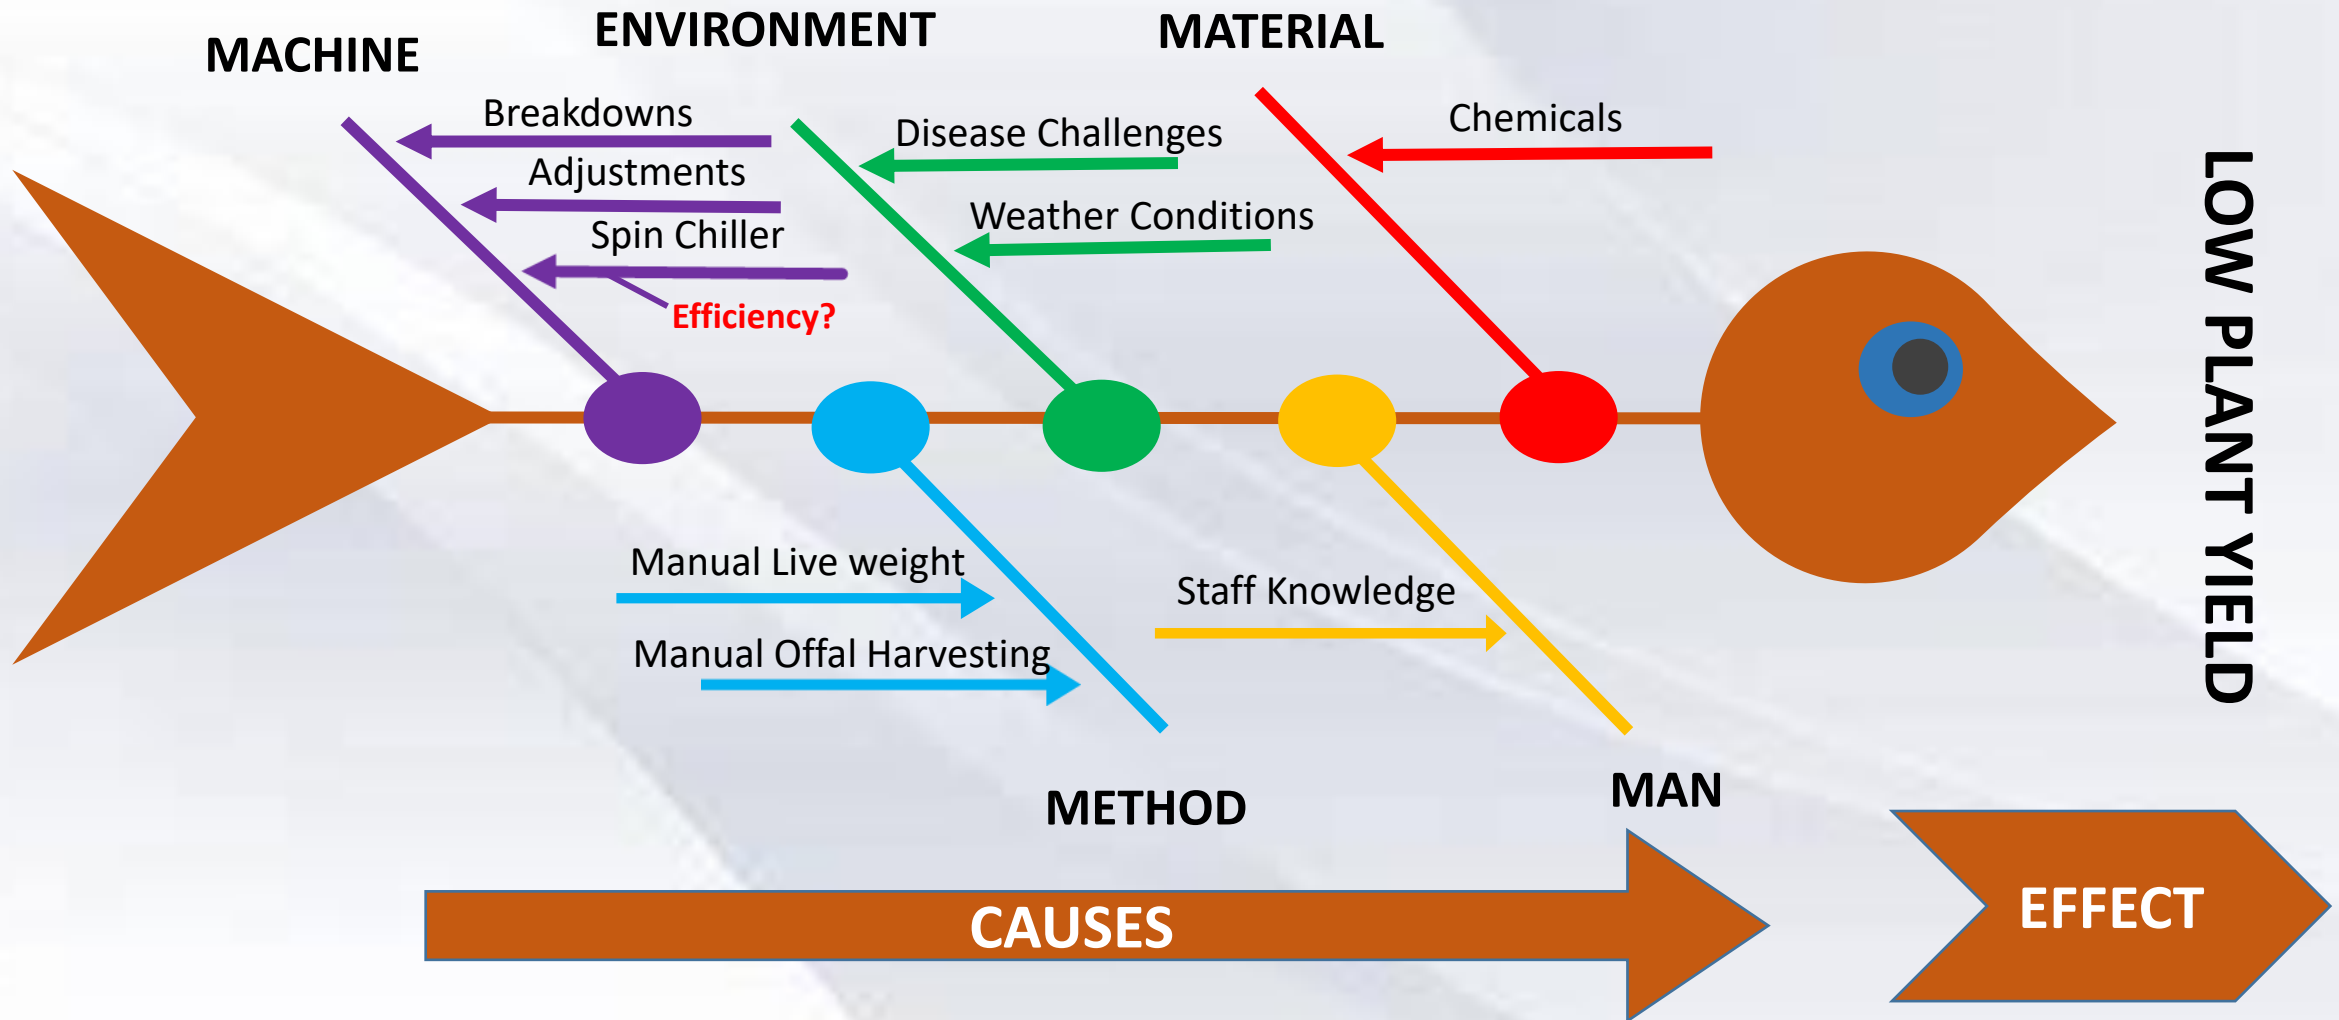 MACHINE
ENVIRONMENT
MATERIAL
Breakdowns
Adjustments
Spin Chiller
Efficiency?
Disease Challenges
Weather Conditions
Chemicals
LOW PLANT YIELD
Manual Live weight
Manual Offal Harvesting
Staff Knowledge
METHOD
MAN
CAUSES
EFFECT